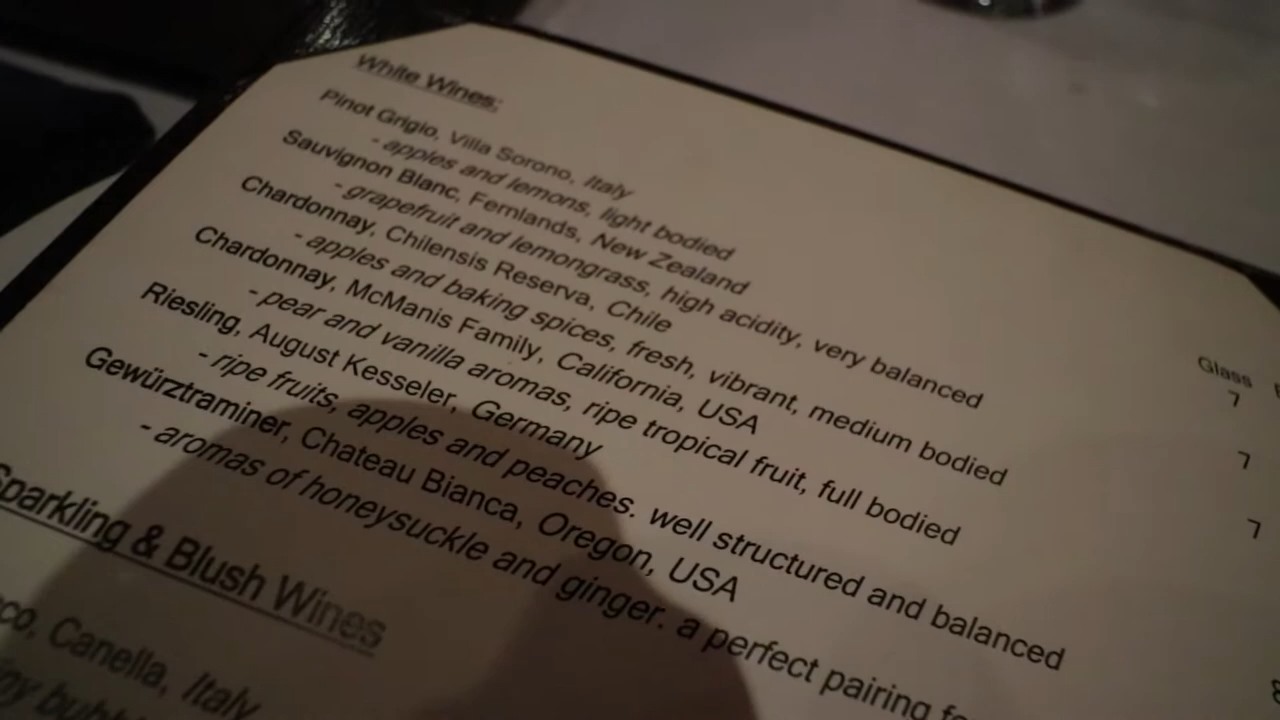 White Wines:
Glass
Pinot Grigio, Villa Sorono, Italy
- apples and lemons, light bodied
7
Sauvignon Blanc, Fernlands, New Zealand
- grapefruit and lemongrass, high acidity, very balanced
7
Chardonnay, Chilensis Reserva, Chile
- apples and baking spices, fresh, vibrant, medium bodied
7
Chardonnay, McManis Family, California, USA
- pear and vanilla aromas, ripe tropical fruit, full bodied
Riesling, August Kesseler, Germany
- ripe fruits, apples and peaches. well structured and balanced
Gewürztraminer, Chateau Bianca, Oregon, USA
- aromas of honeysuckle and ginger. a perfect pairing
Sparkling & Blush Wines
Canella, Italy